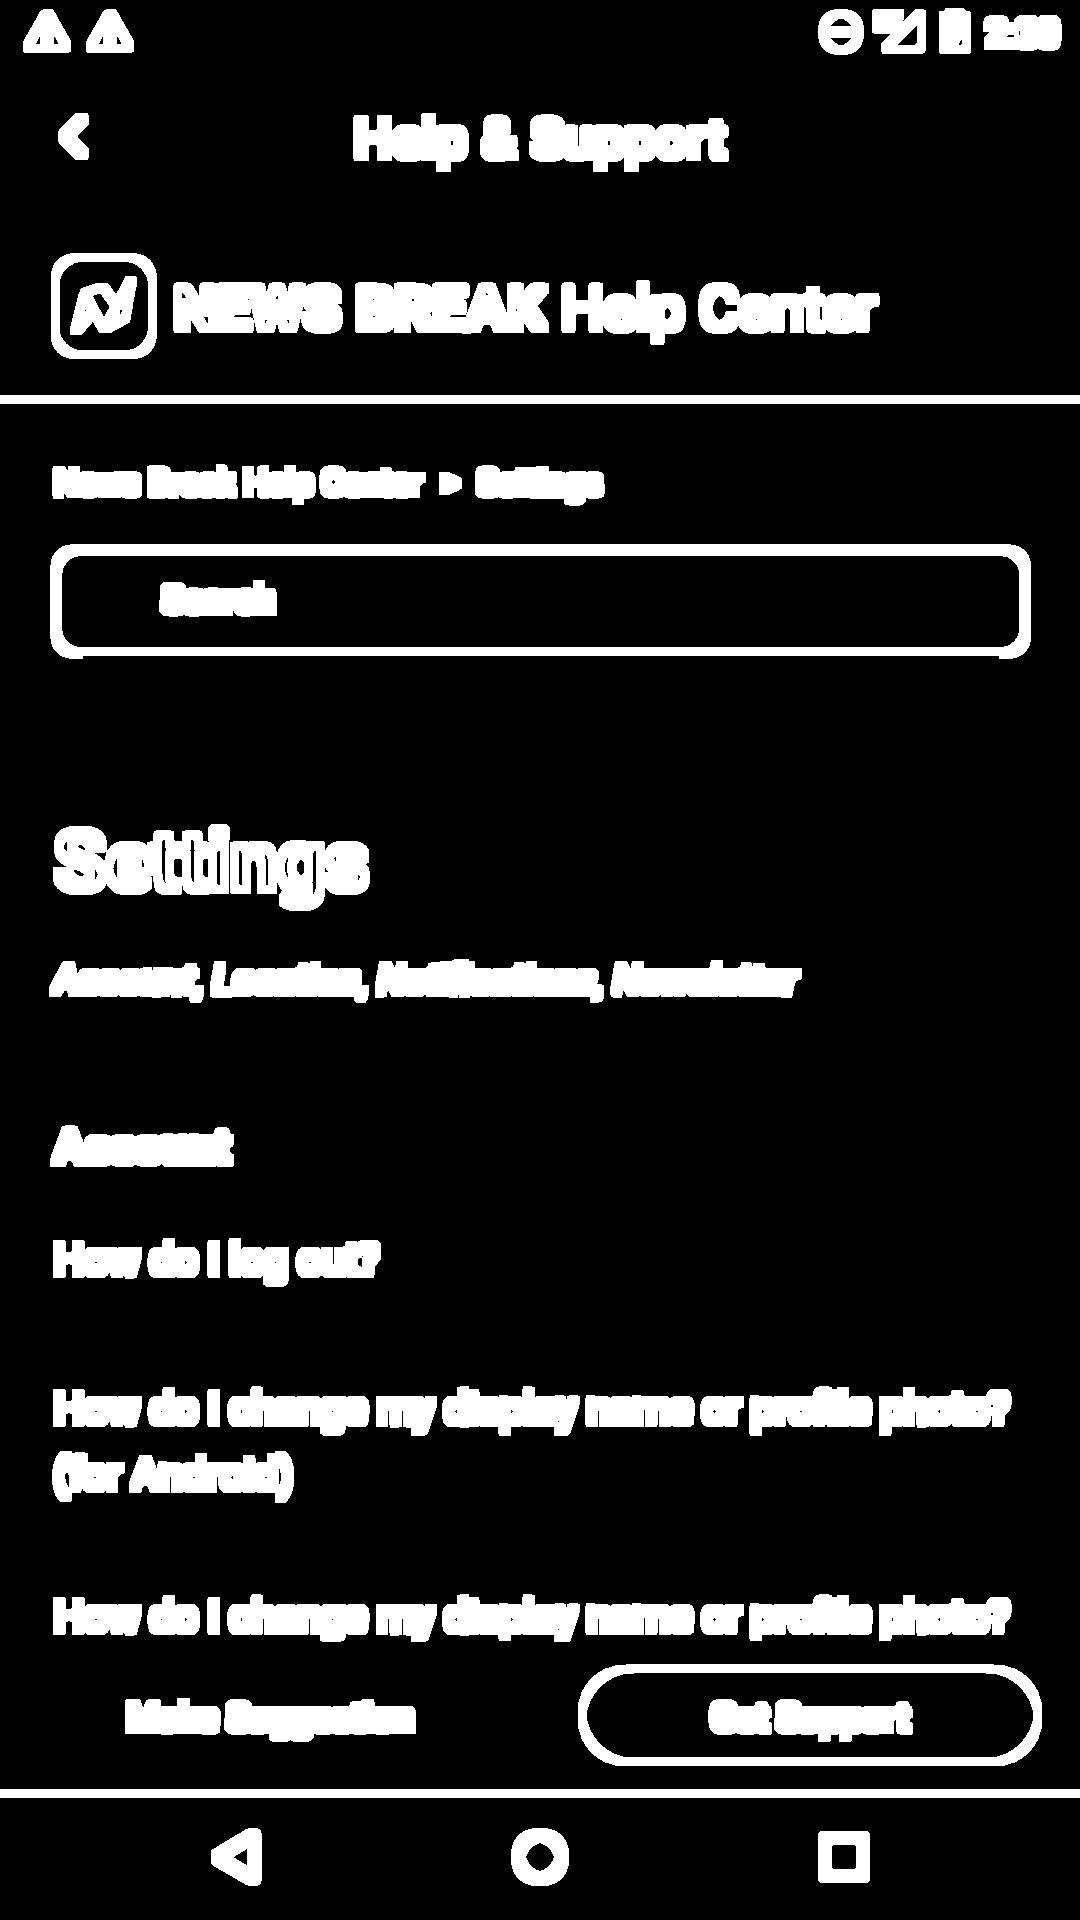 Help & Support
NEWS BREAK Help Center
News Break Help Center > Settings
Search
Settings
Account, Location, Notifications, Newsletter
Account
How do I log out?
How do I change my display name or profile photo?
(for Android)
How do I change my display name or profile photo?
Make Suggestion
Get Support